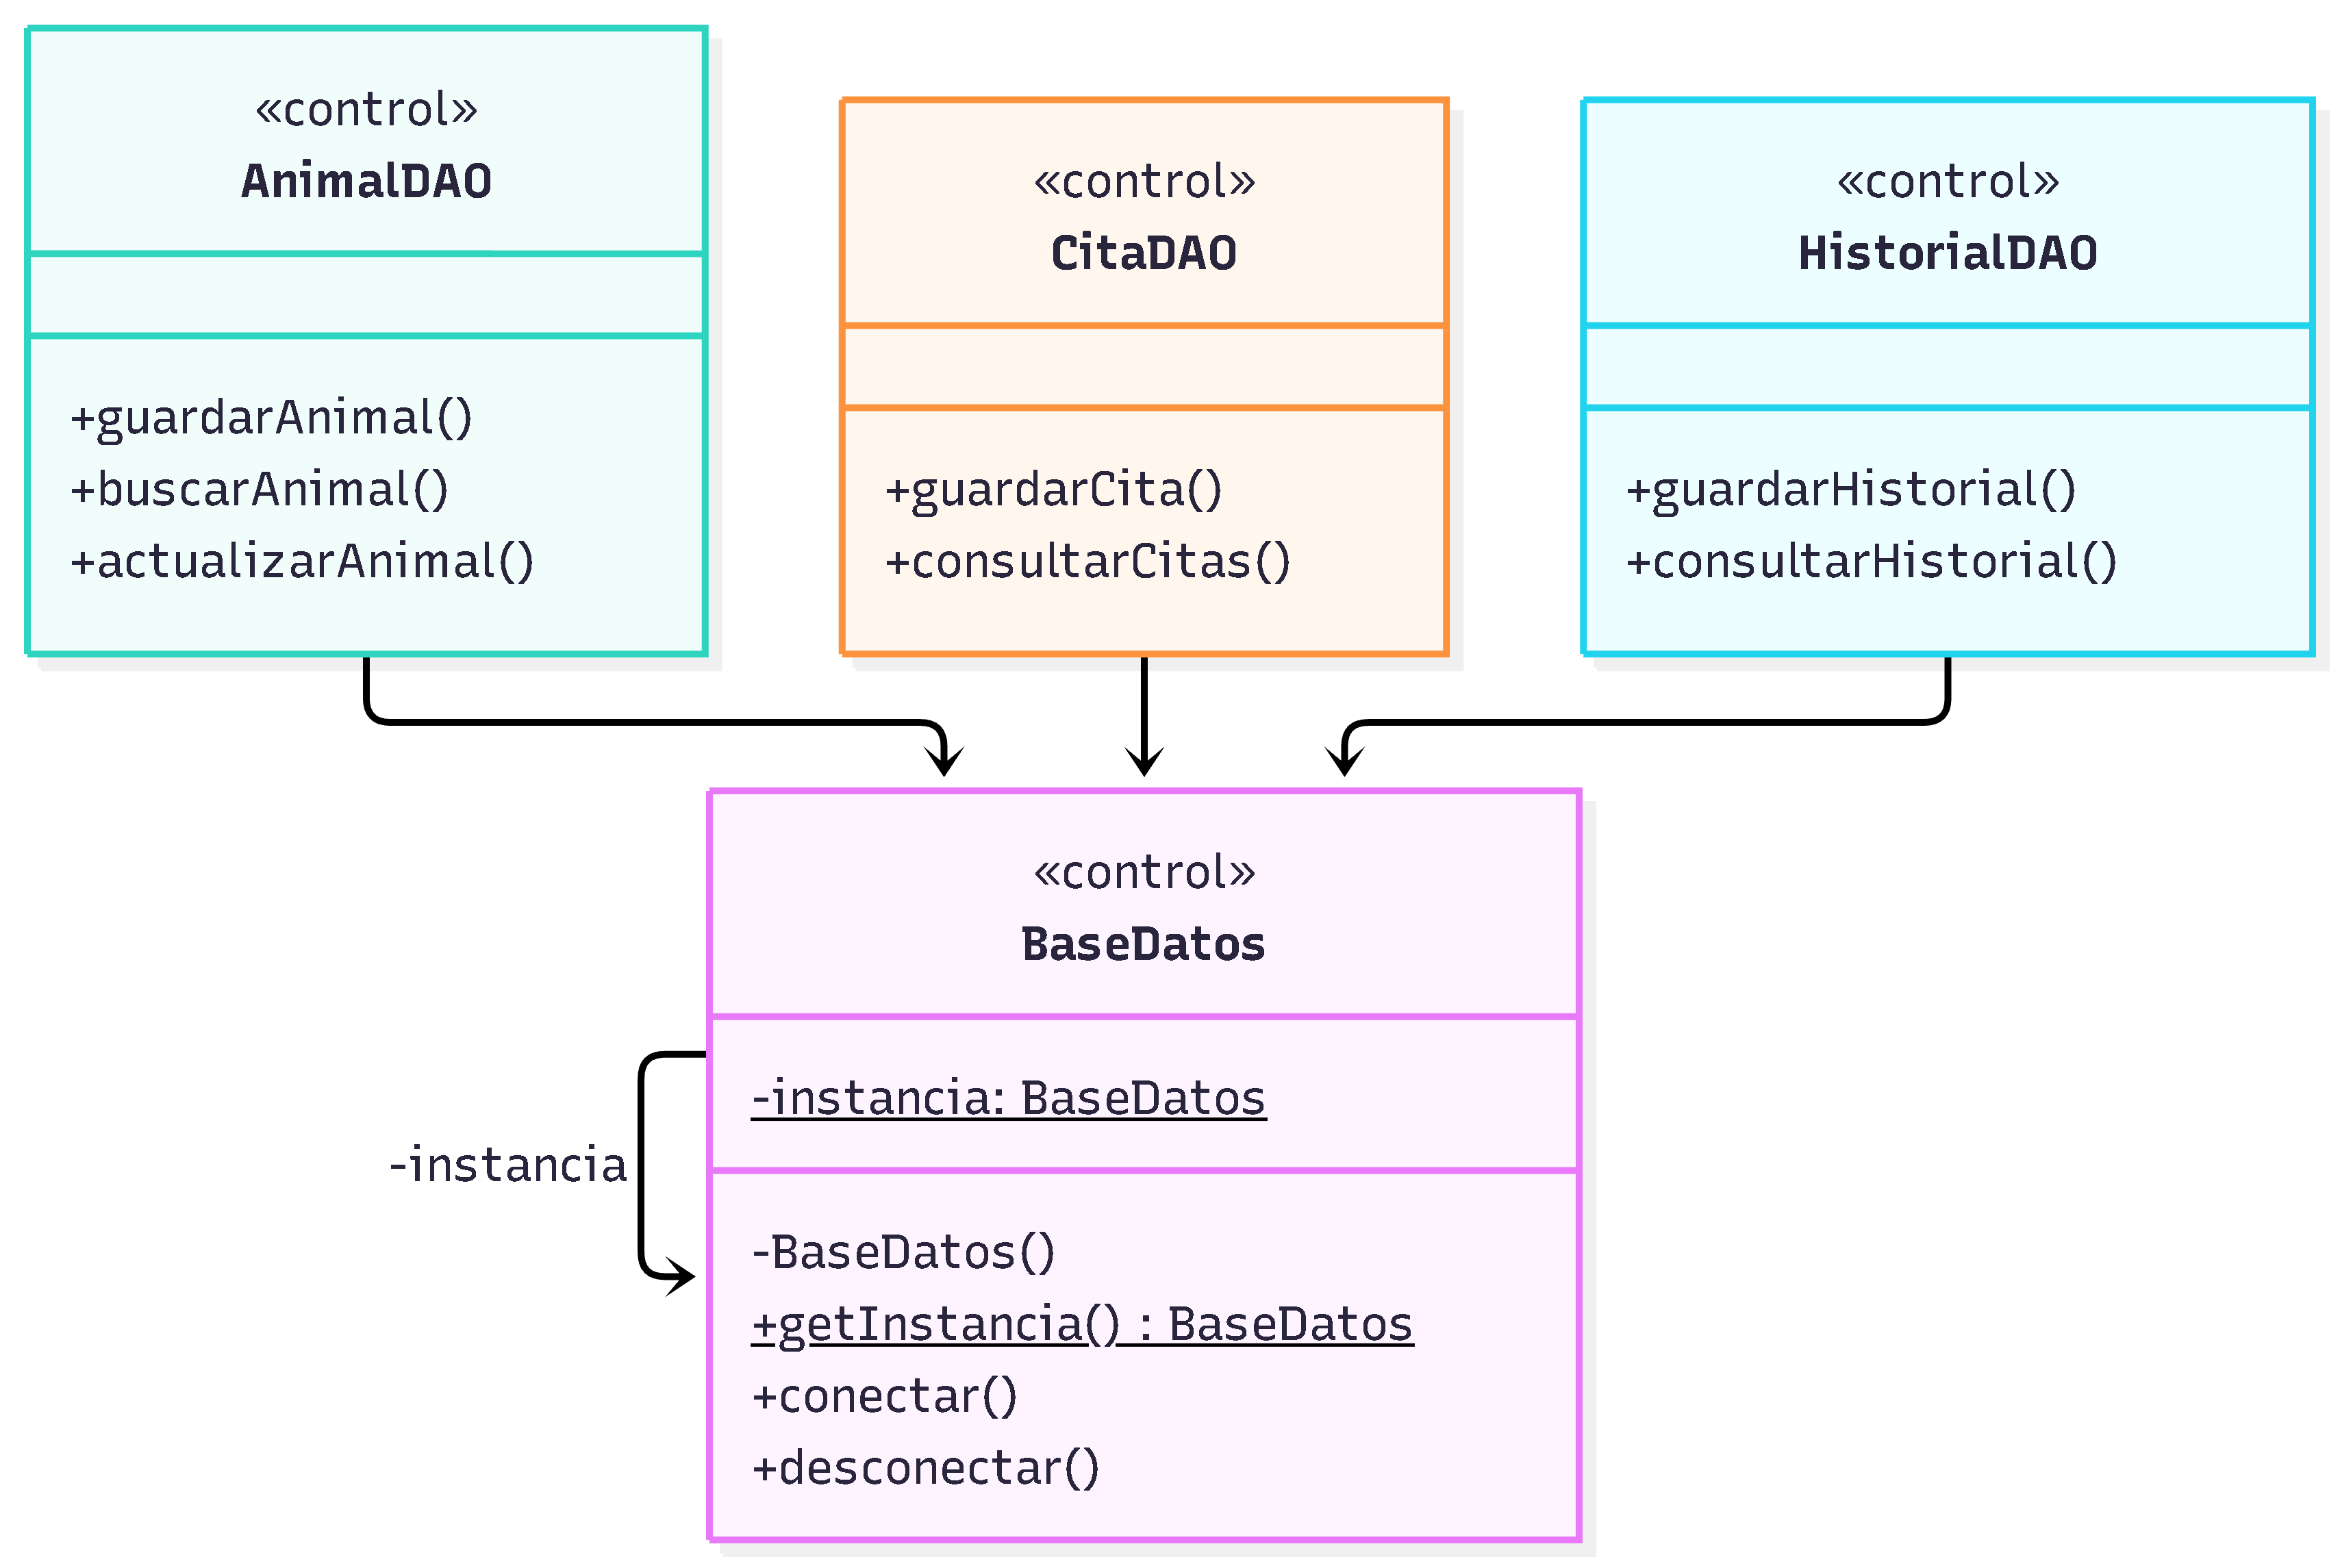 «control»
AnimalDAO
+guardarAnimal()
+buscarAnimal()
+actualizarAnimal()
«control»
CitaDAO
+guardarCita()
+consultarCitas()
«control»
HistorialDAO
+guardarHistorial()
+consultarHistorial()
«control»
BaseDatos
-instancia: BaseDatos
-instancia
-BaseDatos()
+getInstancia() : BaseDatos
+conectar()
+desconectar()